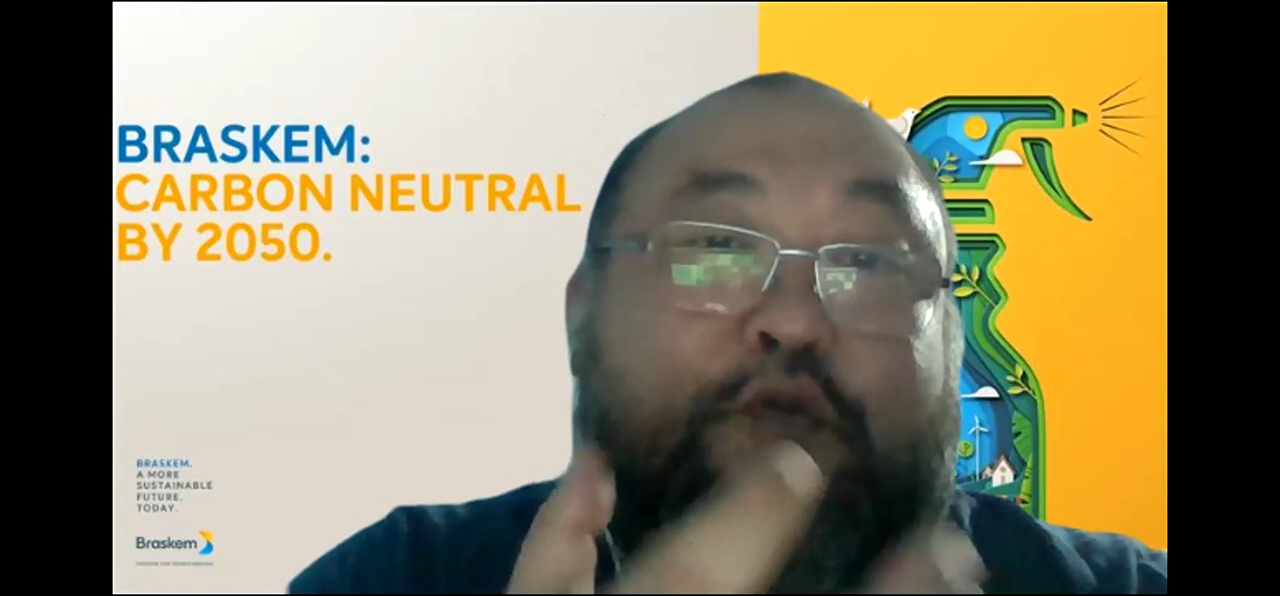 BRASKEM:
CARBON NEUTRAL
BY 2050.
BRASKEM.
A MORE
SUSTAINABLE
FUTURE.
TODAY.
Braskem